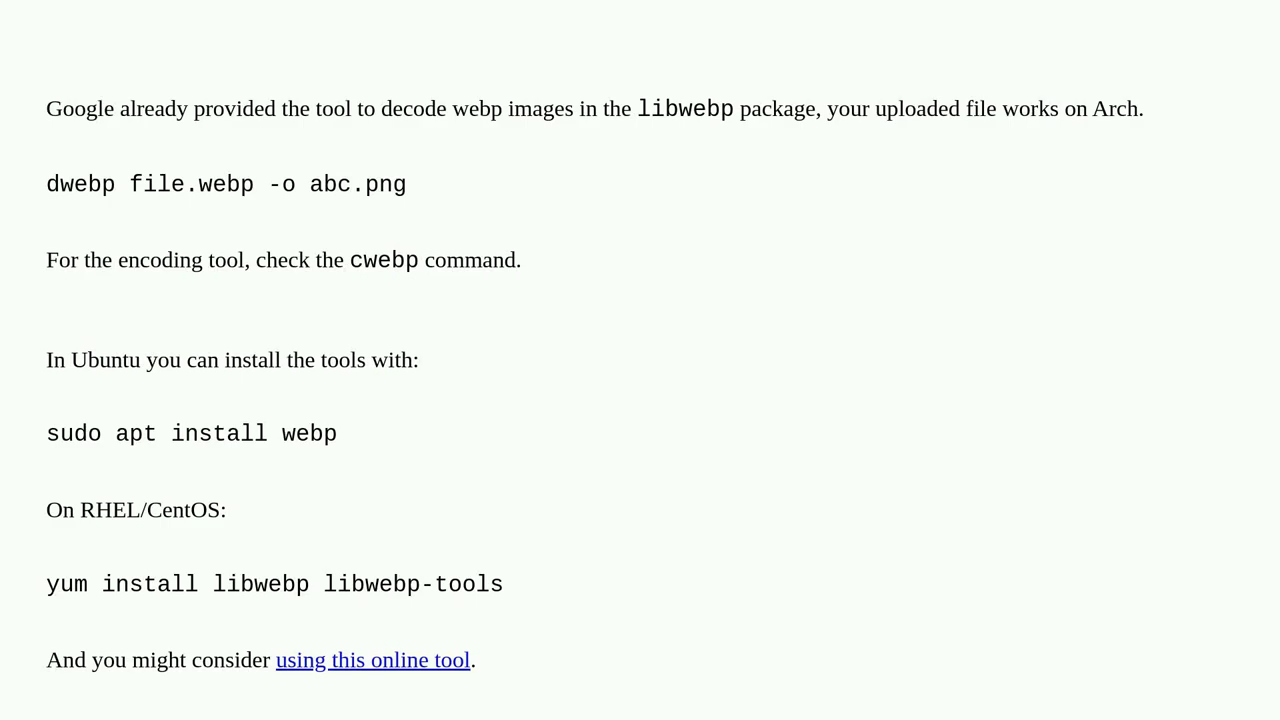 Google already provided the tool to decode webp images in the libwebp package, your uploaded file works on Arch.
dwebp file.webp -o abc.png
For the encoding tool, check the cwebp command.
In Ubuntu you can install the tools with:
sudo apt install webp
On RHEL/CentOS:
yum install libwebp libwebp-tools
And you might consider using this online tool.